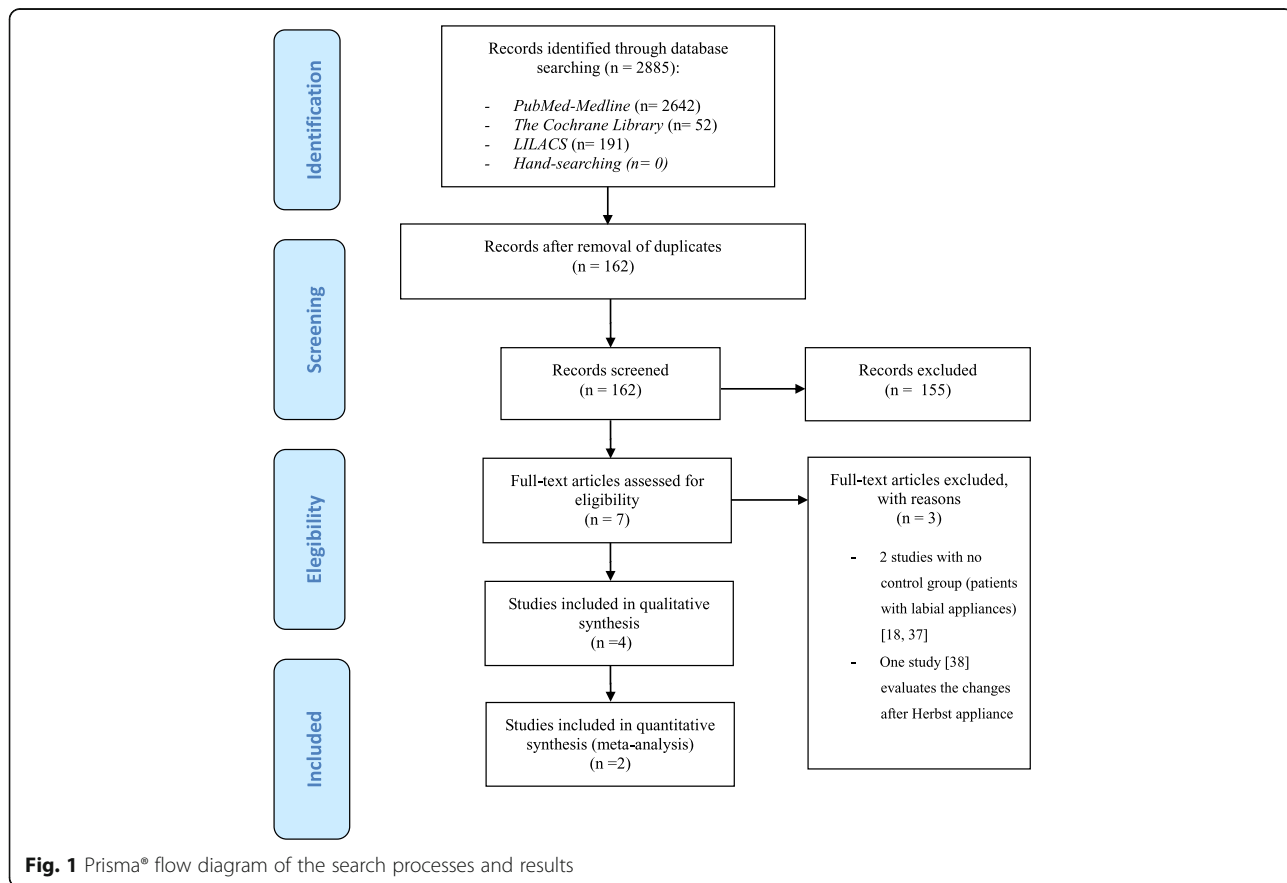 Identification
Records identified through database
searching (n = 2885):
- PubMed-Medline (n= 2642)
- The Cochrane Library (n= 52)
- LILACS (n= 191)
- Hand-searching (n= 0)
Screening
Records after removal of duplicates
(n = 162)
Records screened
(n = 162)
Records excluded
(n = 155)
Elegibility
Full-text articles assessed for
eligibility
(n = 7)
Full-text articles excluded,
with reasons
(n = 3)
- 2 studies with no
control group (patients
with labial appliances)
[18, 37]
- One study [38]
evaluates the changes
after Herbst appliance
Studies included in qualitative
synthesis
(n =4)
Included
Studies included in quantitative
synthesis (meta-analysis)
(n =2)
Fig. 1 Prisma® flow diagram of the search processes and results